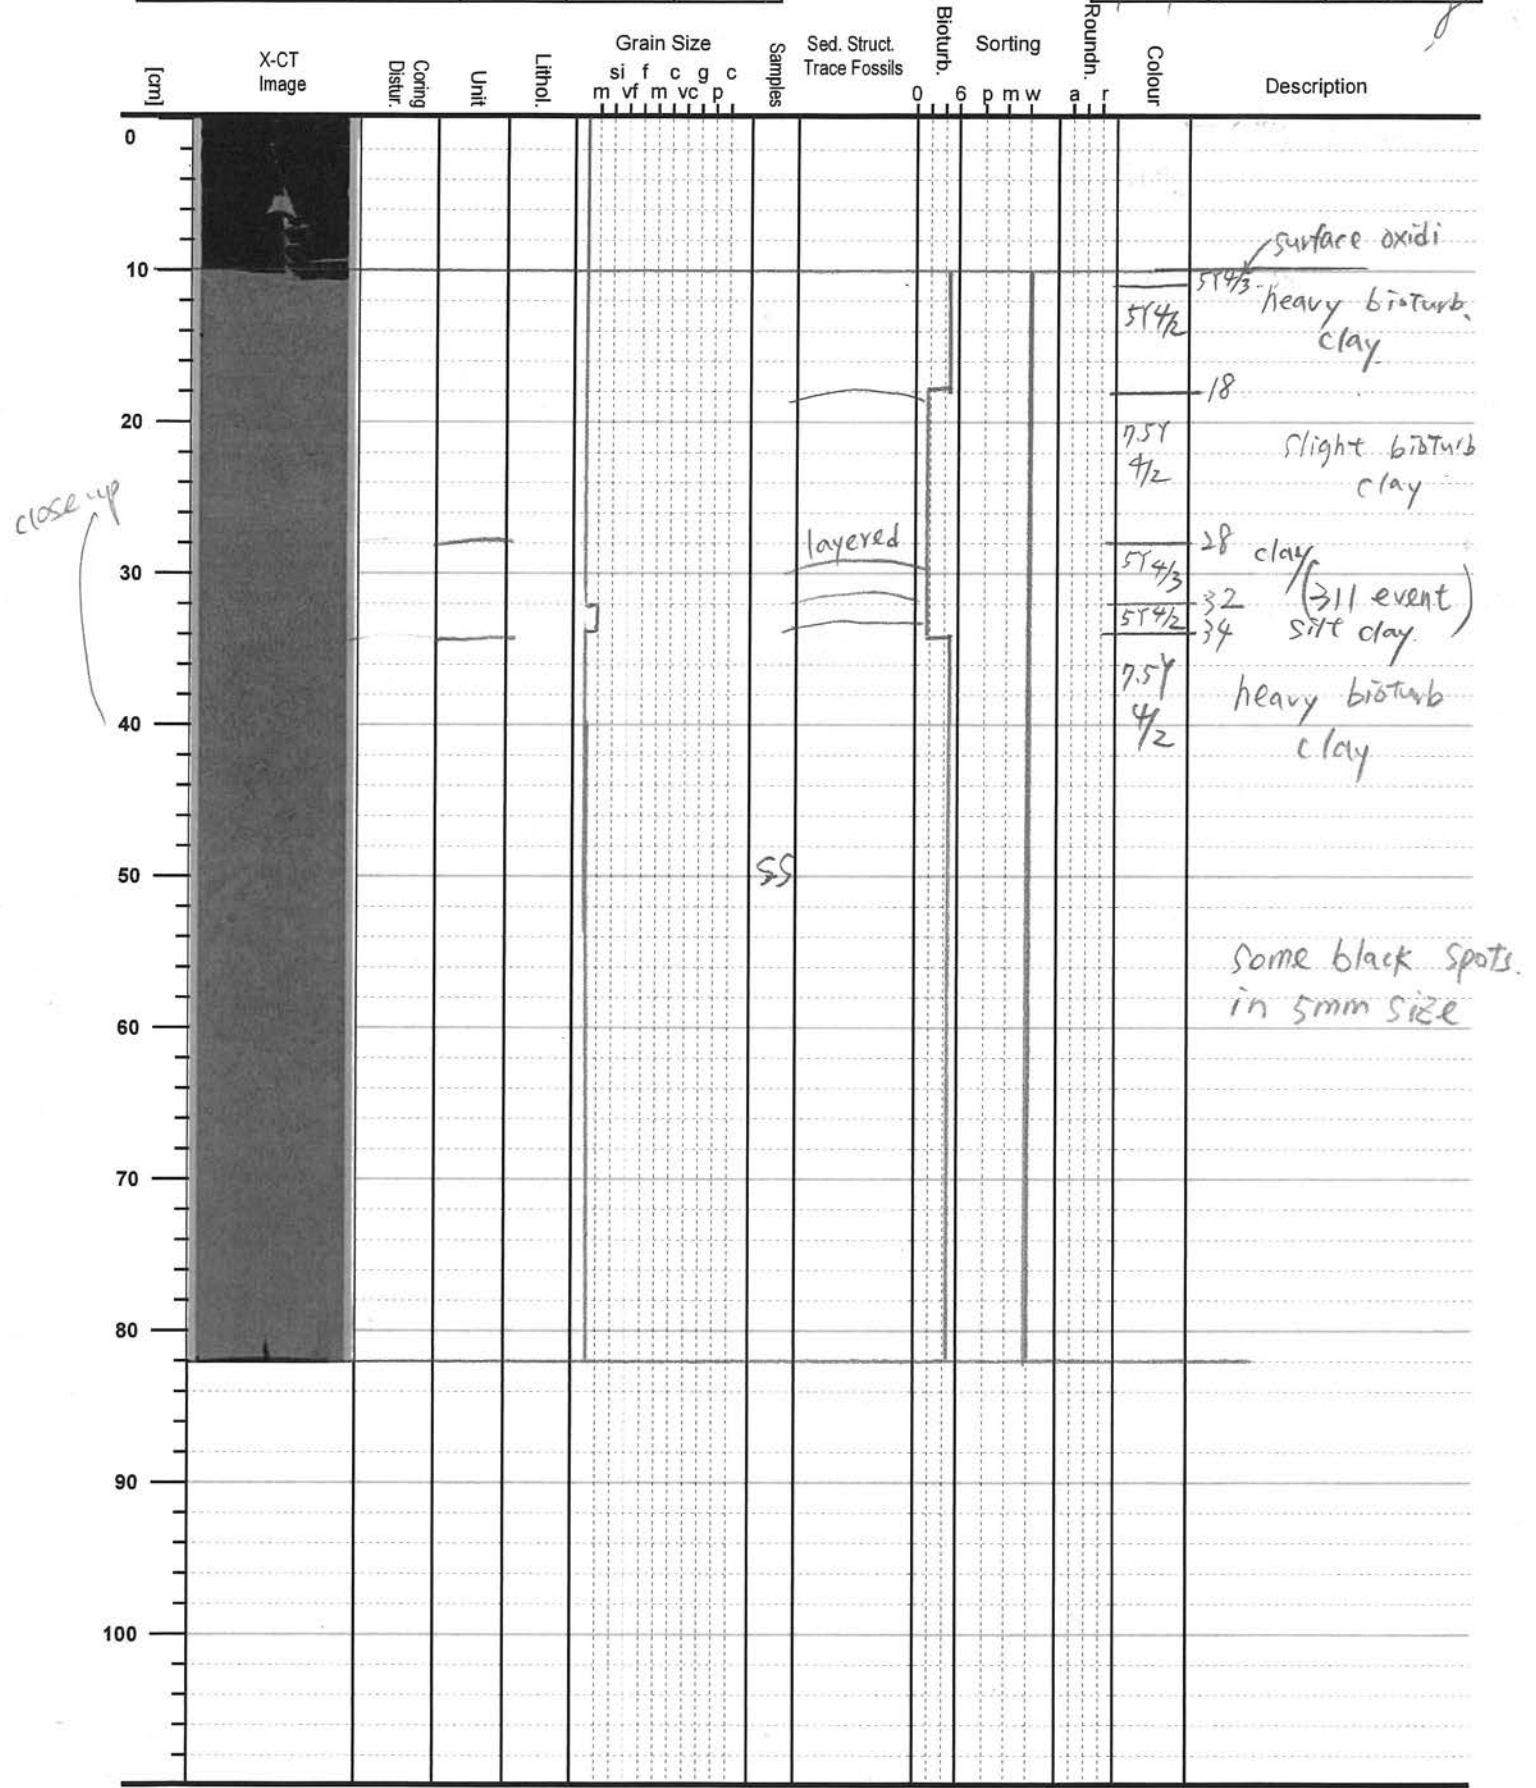 [cm]
X-CT
Image
Coring
Distur.
Unit
Lithol.
Grain Size
si f c g c
m vf m vc p
Samples
Sed. Struct.
Trace Fossils
Bioturb.
0 6
Sorting
p m w
Roundn.
a r
Colour
Description
0
surface oxidi
10
5Y4/3
heavy bioturb.
5Y4/2
clay
18
20
7.5Y
4/2
slight bioturb
clay
close-up
layered
28
clay
30
5Y4/3
32
(311 event)
5Y4/2
silt clay.
34
7.5Y
4/2
heavy bioturb
clay
40
SS
50
some black spots.
in 5mm size
60
70
80
90
100